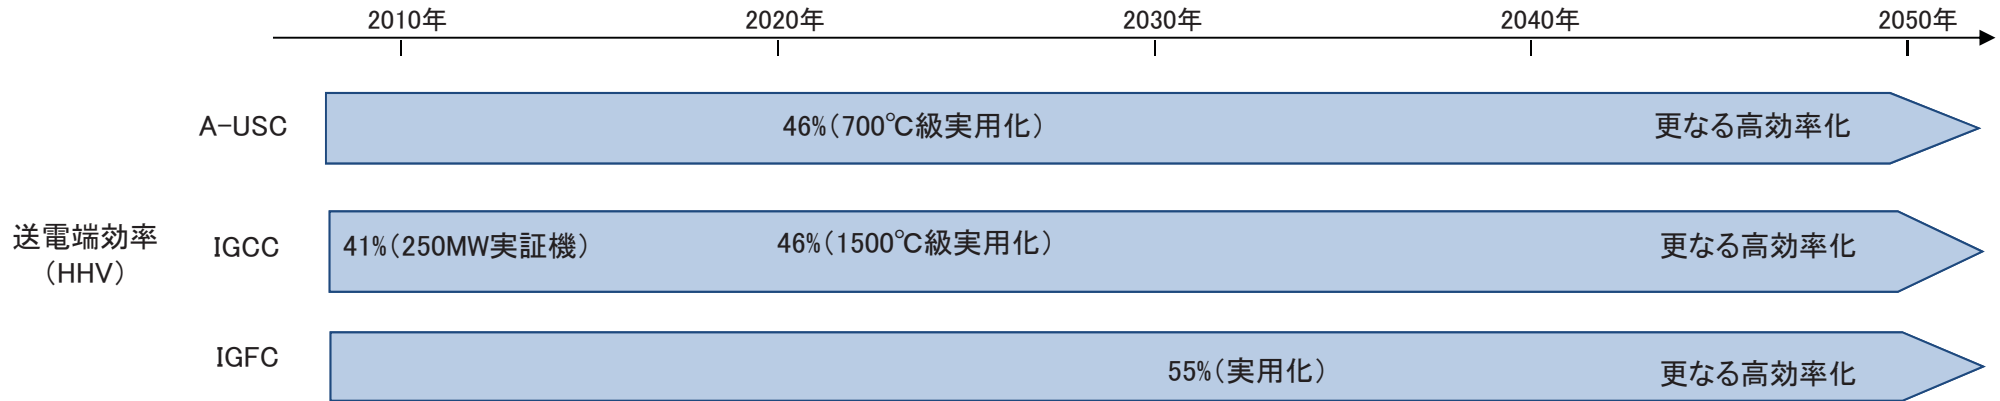 2010年 2020年 2030年 2040年 2050年
A-USC 46%(700℃級実用化) 更なる高効率化
送電端効率
(HHV)
IGCC 41%(250MW実証機) 46%(1500℃級実用化) 更なる高効率化
IGFC 55%(実用化) 更なる高効率化